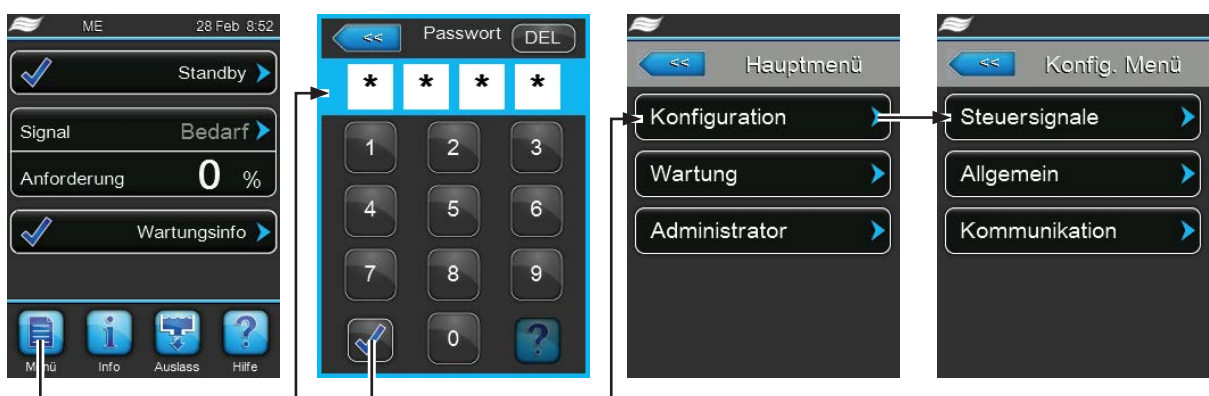 ME 28 Feb 8:52
Standby
Signal Bedarf
Anforderung 0 %
Wartungsinfo
Menü Info Auslass Hilfe
<< Passwort DEL
* * * *
1 2 3
4 5 6
7 8 9
0 ?
<< Hauptmenü
Konfiguration
Wartung
Administrator
<< Konfig. Menü
Steuersignale
Allgemein
Kommunikation